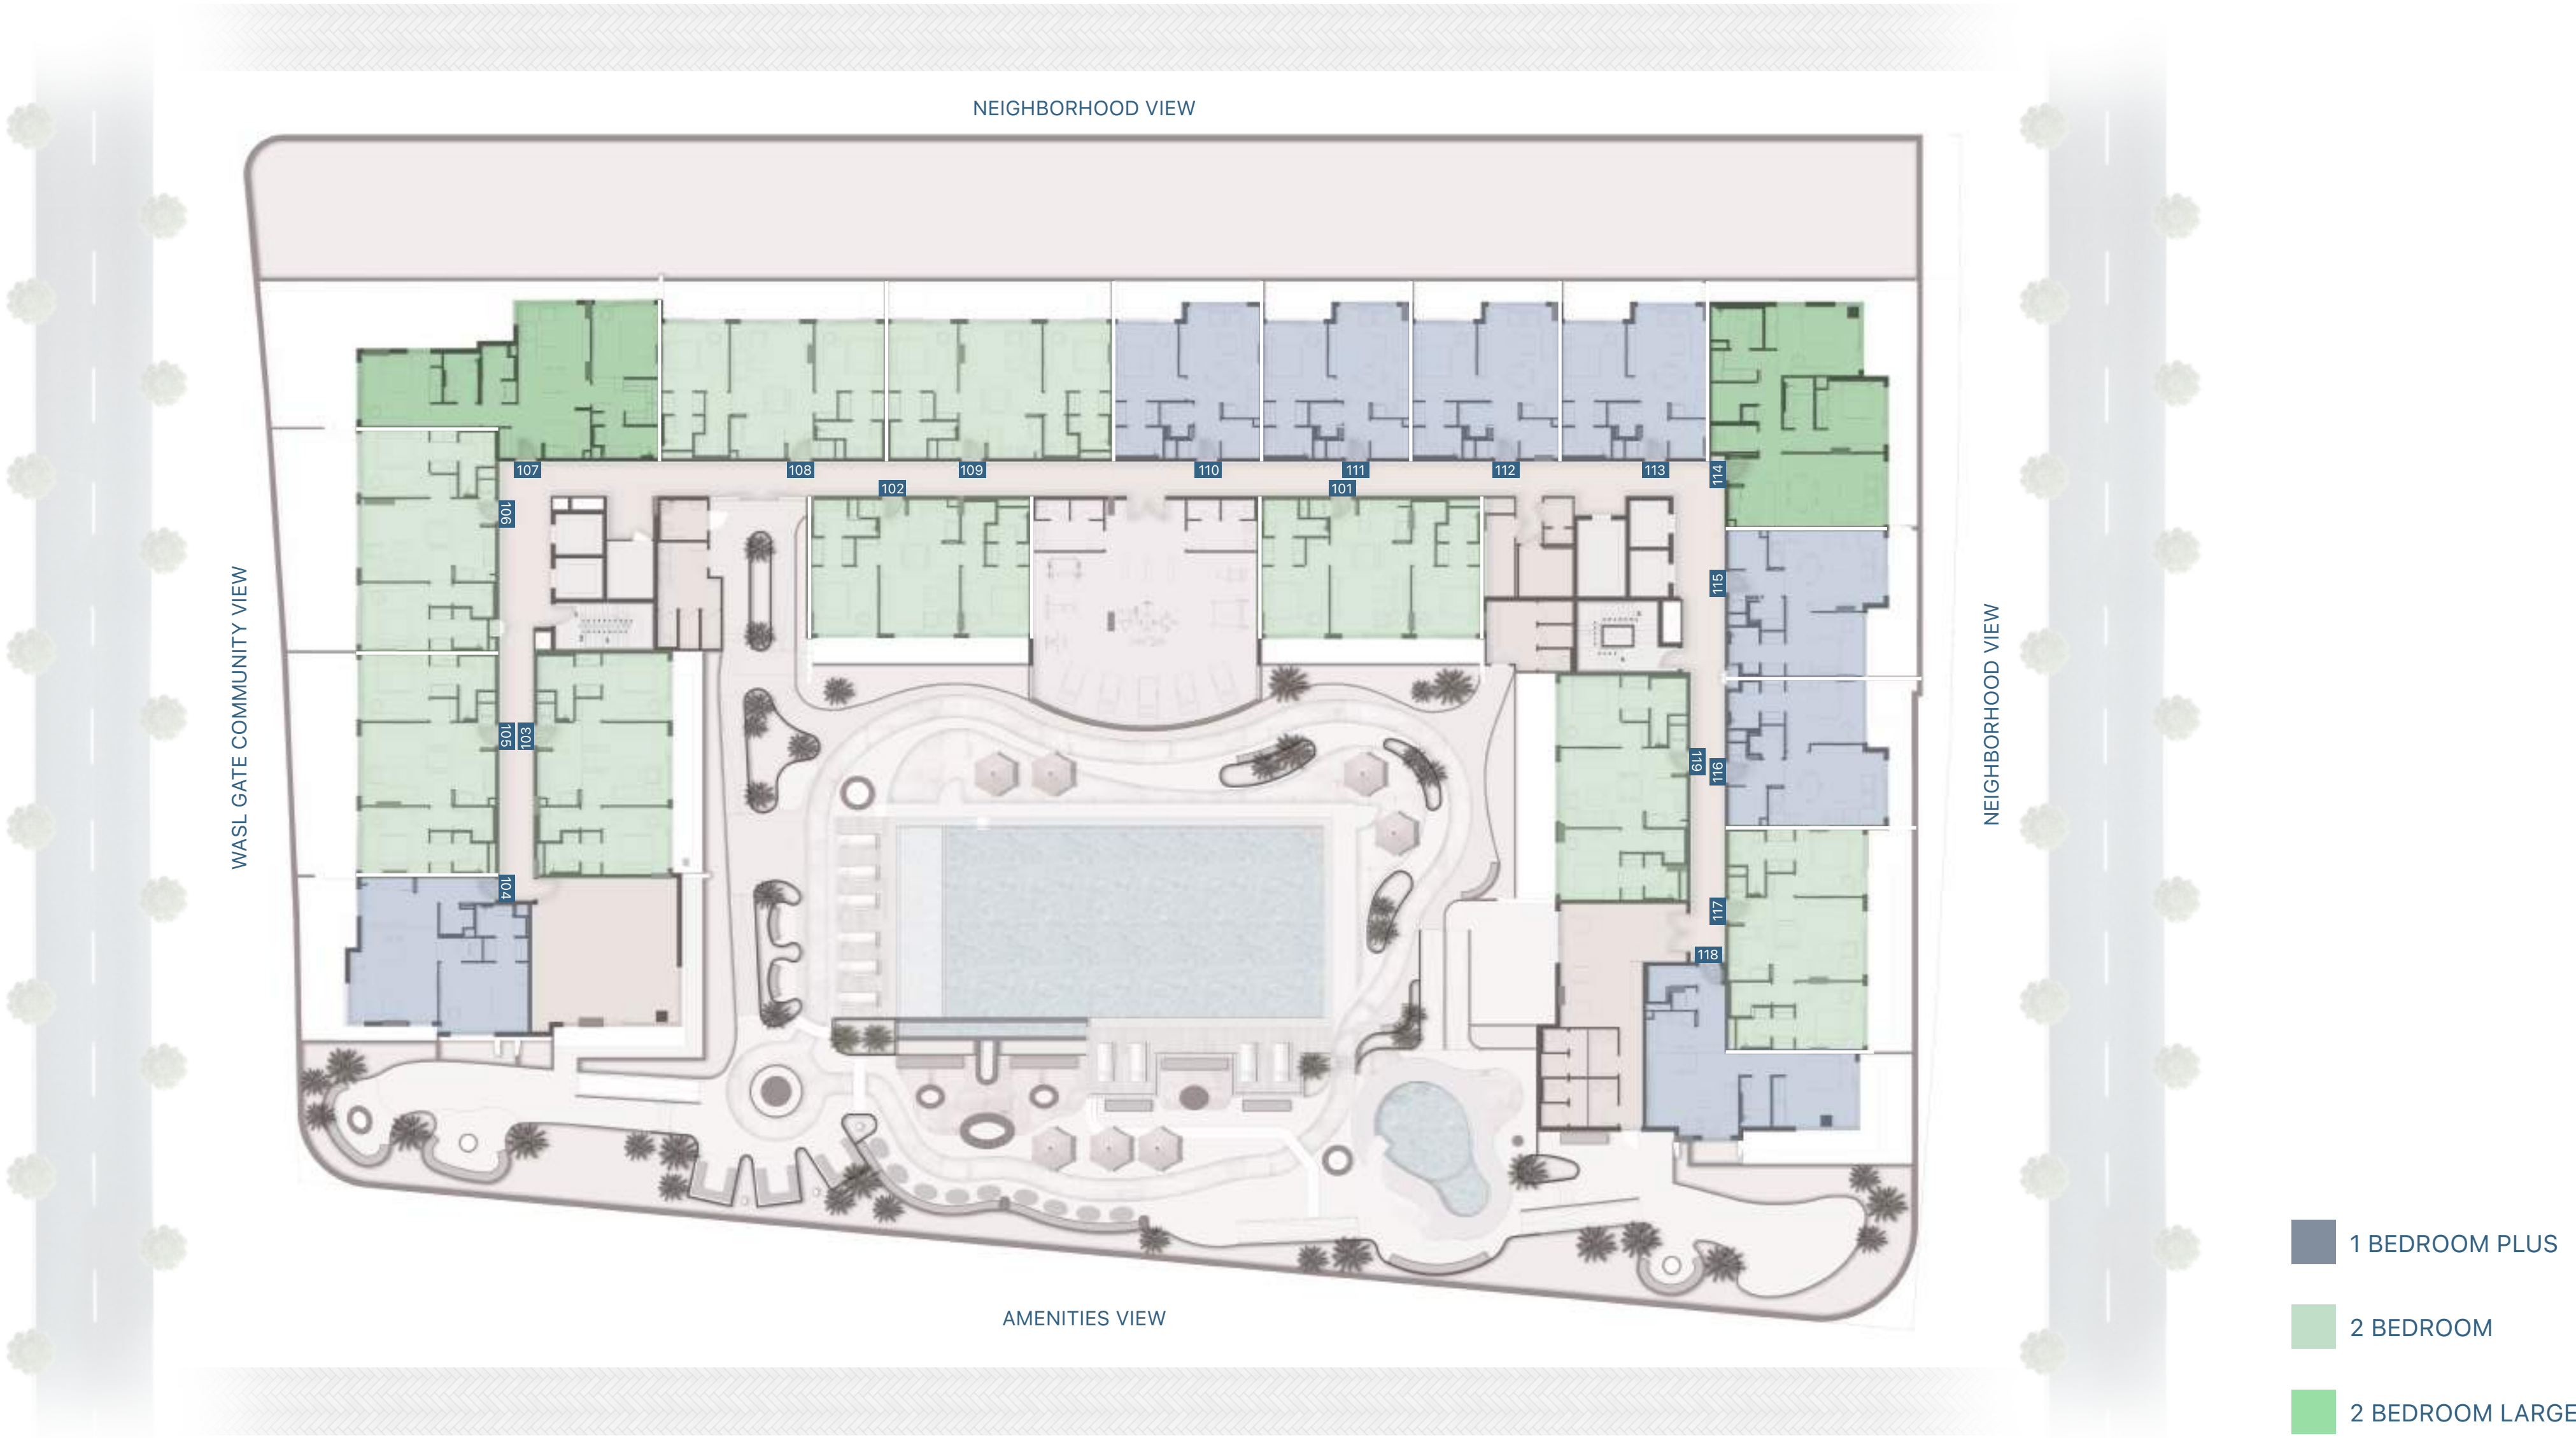 NEIGHBORHOOD VIEW
107
108
109
110
111
112
113
114
102
101
106
115
WASL GATE COMMUNITY VIEW
NEIGHBORHOOD VIEW
105
103
119
116
104
117
118
AMENITIES VIEW
1 BEDROOM PLUS
2 BEDROOM
2 BEDROOM LARGE